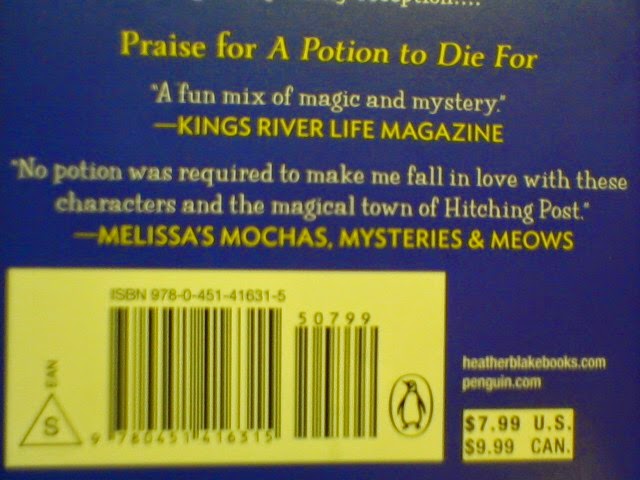 reception....
Praise for A Potion to Die For
"A fun mix of magic and mystery."
—KINGS RIVER LIFE MAGAZINE
"No potion was required to make me fall in love with these
characters and the magical town of Hitching Post."
—MELISSA'S MOCHAS, MYSTERIES & MEOWS
ISBN 978-0-451-41631-5
50799
EAN
S
9 780451 416315
heatherblakebooks.com
penguin.com
$7.99 U.S.
$9.99 CAN.